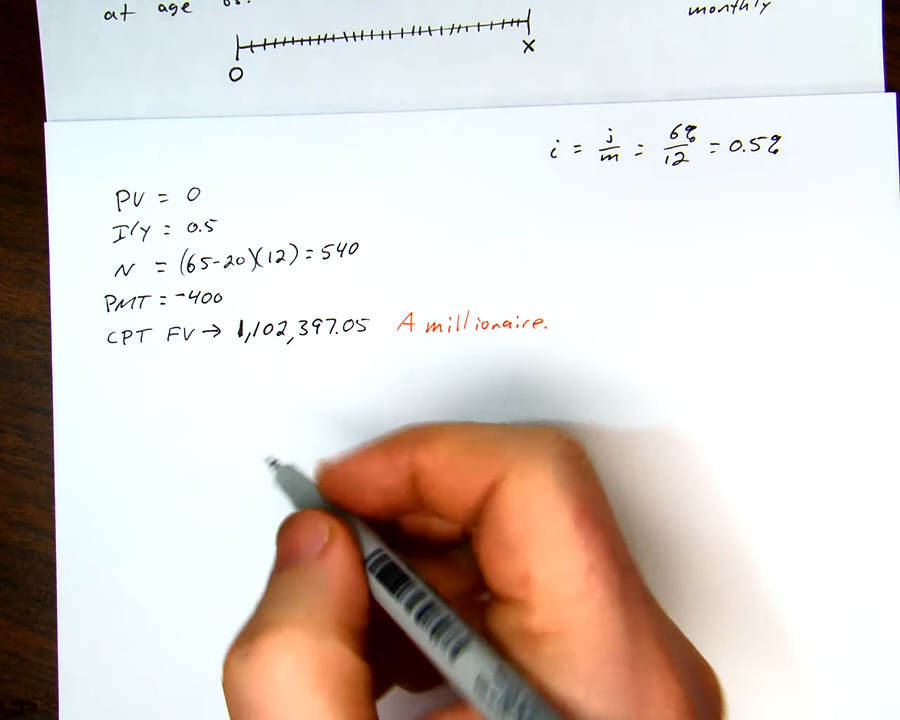 at age 65.
monthly
0 x
i = j/m = 6%/12 = 0.5%
PV = 0
I/Y = 0.5
N = (65-20)(12) = 540
PMT = -400
CPT FV → 1,102,397.05 A millionaire.